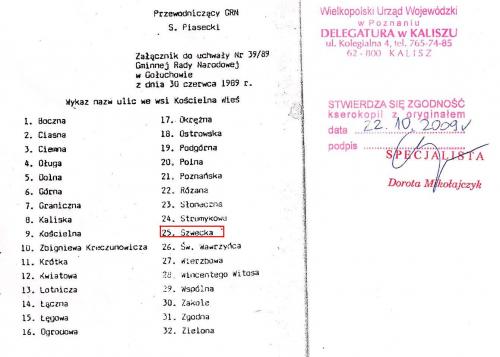 Przewodniczący GRN
S. Piasecki
Załącznik do uchwały Nr 39/89
Gminnej Rady Narodowej
w Gołuchowie
z dnia 30 czerwca 1989 r.
Wykaz nazw ulic we wsi Kościelna Wieś
1. Boczna
2. Ciasna
3. Ciemna
4. Długa
5. Dolna
6. Górna
7. Graniczna
8. Kaliska
9. Kościelna
10. Zbigniewa Kreczunowicza
11. Krótka
12. Kwiatowa
13. Lotnicza
14. Łączna
15. Łęgowa
16. Ogrodowa
17. Okrężna
18. Ostrowska
19. Podgórna
20. Polna
21. Poznańska
22. Różana
23. Słoneczna
24. Strumykowa
25. Szwecka
26. Św. Wawrzyńca
27. Wierzbowa
28. Wincentego Witosa
29. Wspólna
30. Zakole
31. Zgodna
32. Zielona
Wielkopolski Urząd Wojewódzki
w Poznaniu
DELEGATURA w KALISZU
ul. Kolegialna 4, tel. 765-74-85
62-800 KALISZ
STWIERDZA SIĘ ZGODNOŚĆ
kserokopii z oryginałem
data 22.10.2009r
podpis
SPECJALISTA
Dorota Mikołajczyk